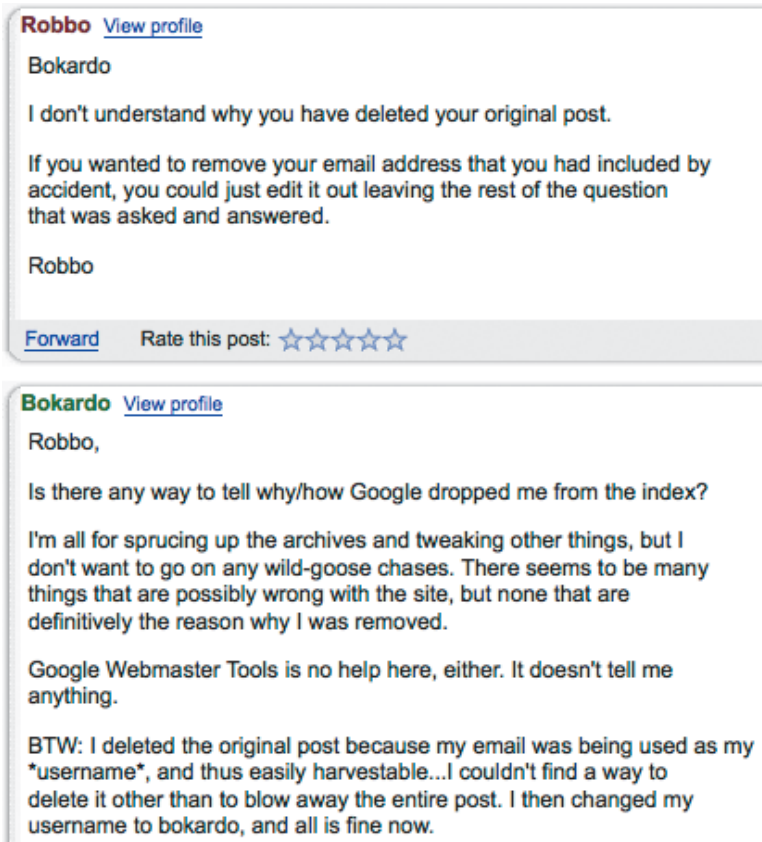 Robbo View profile
Bokardo
I don't understand why you have deleted your original post.
If you wanted to remove your email address that you had included by
accident, you could just edit it out leaving the rest of the question
that was asked and answered.
Robbo
Forward Rate this post:
Bokardo View profile
Robbo,
Is there any way to tell why/how Google dropped me from the index?
I'm all for sprucing up the archives and tweaking other things, but I
don't want to go on any wild-goose chases. There seems to be many
things that are possibly wrong with the site, but none that are
definitively the reason why I was removed.
Google Webmaster Tools is no help here, either. It doesn't tell me
anything.
BTW: I deleted the original post because my email was being used as my
*username*, and thus easily harvestable...I couldn't find a way to
delete it other than to blow away the entire post. I then changed my
username to bokardo, and all is fine now.